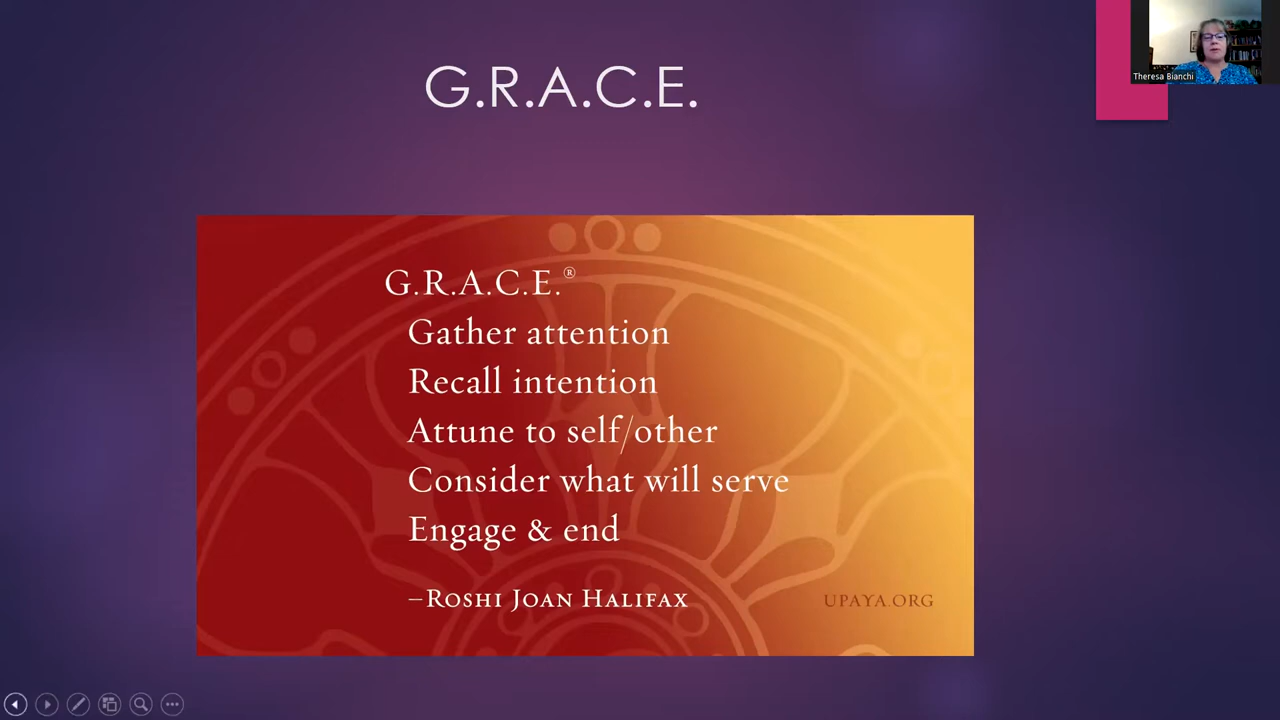 G.R.A.C.E.
Theresa Bianchi
G.R.A.C.E.®
Gather attention
Recall intention
Attune to self/other
Consider what will serve
Engage & end
–Roshi Joan Halifax
UPAYA.ORG